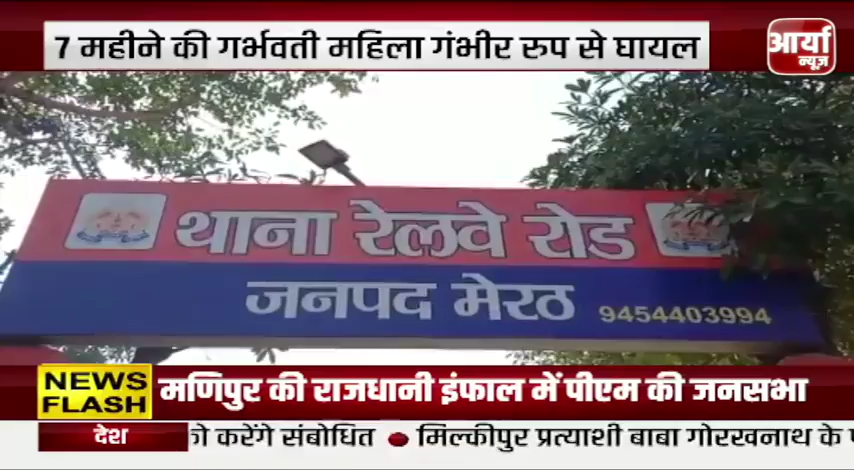 7 महीने की गर्भवती महिला गंभीर रुप से घायल
आर्या
न्यूज़
थाना रेलवे रोड
जनपद मेरठ 9454403994
NEWS
FLASH
मणिपुर की राजधानी इंफाल में पीएम की जनसभा
देश
को करेंगे संबोधित ● मिल्कीपुर प्रत्याशी बाबा गोरखनाथ के